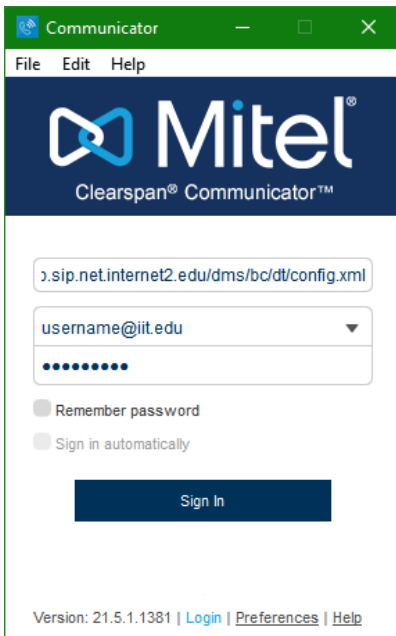 Communicator
File Edit Help
Mitel®
Clearspan® Communicator™
o.sip.net.internet2.edu/dms/bc/dt/config.xml
username@iit.edu
•••••••••
Remember password
Sign in automatically
Sign In
Version: 21.5.1.1381 | Login | Preferences | Help